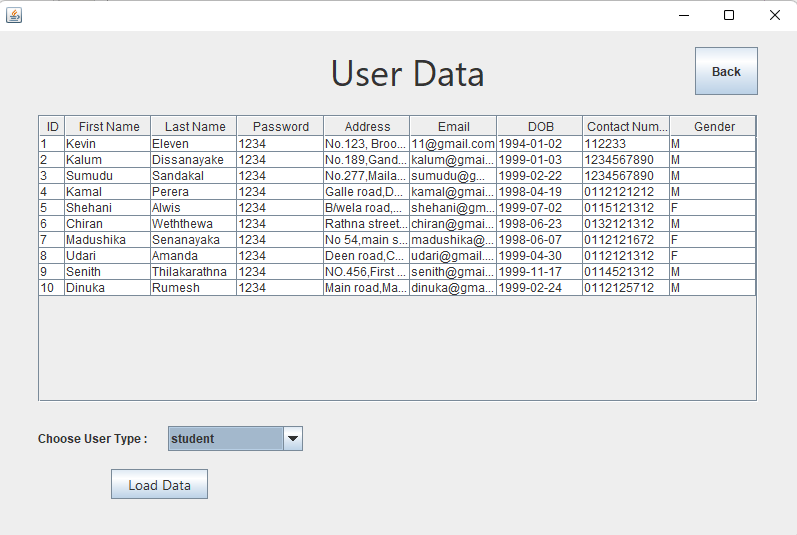 User Data
Back
ID First Name Last Name Password Address Email DOB Contact Num... Gender
1 Kevin Eleven 1234 No.123, Broo... 11@gmail.com 1994-01-02 112233 M
2 Kalum Dissanayake 1234 No.189,Gand... kalum@gmai... 1999-01-03 1234567890 M
3 Sumudu Sandakal 1234 No.277,Maila... sumudu@g... 1999-02-22 1234567890 M
4 Kamal Perera 1234 Galle road,D... kamal@gmai... 1998-04-19 0112121212 M
5 Shehani Alwis 1234 B/wela road,... shehani@gm... 1999-07-02 0115121312 F
6 Chiran Weththewa 1234 Rathna street... chiran@gmai... 1998-06-23 0132121312 M
7 Madushika Senanayaka 1234 No 54,main s... madushika@... 1998-06-07 0112121672 F
8 Udari Amanda 1234 Deen road,C... udari@gmail.... 1999-04-30 0112121312 F
9 Senith Thilakarathna 1234 NO.456,First ... senith@gmai... 1999-11-17 0114521312 M
10 Dinuka Rumesh 1234 Main road,Ma... dinuka@gma... 1999-02-24 0112125712 M
Choose User Type : student
Load Data